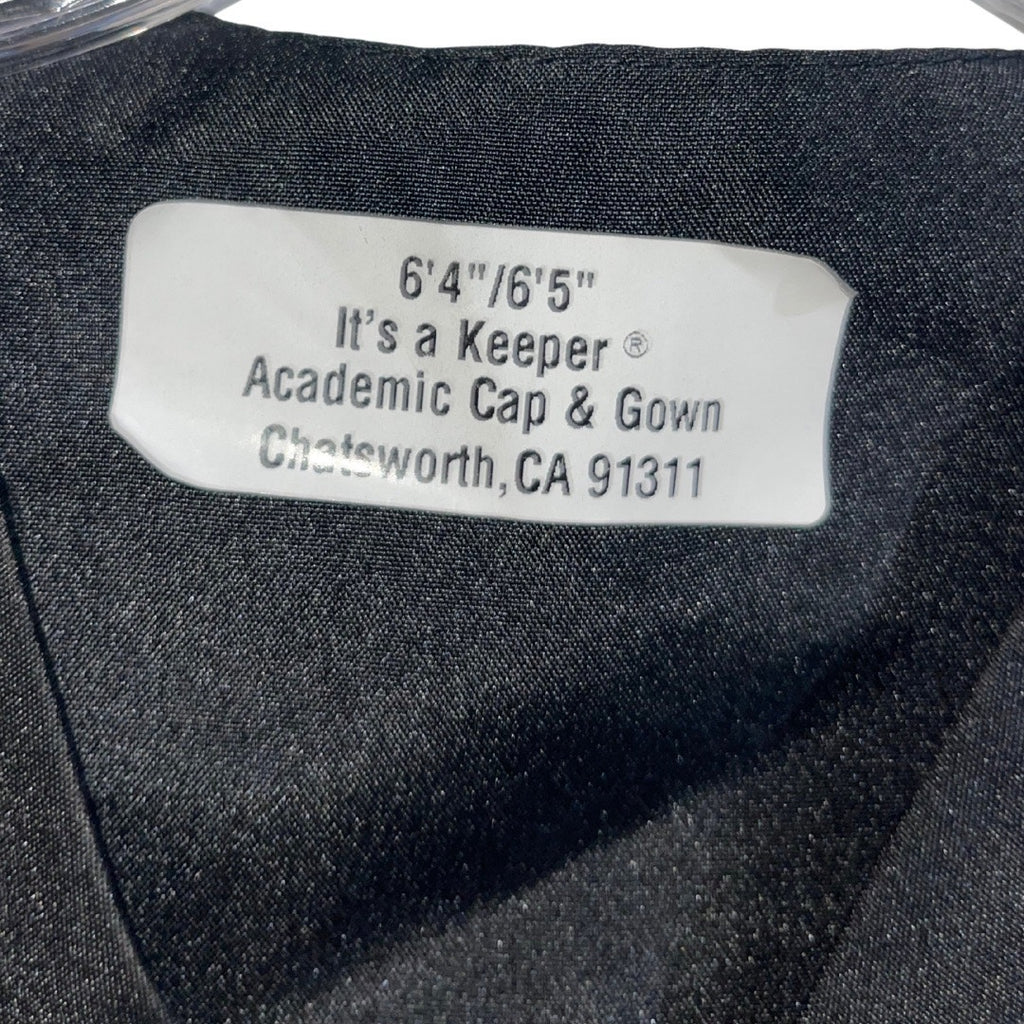 6'4"/6'5"
It's a Keeper ®
Academic Cap & Gown
Chatsworth, CA 91311